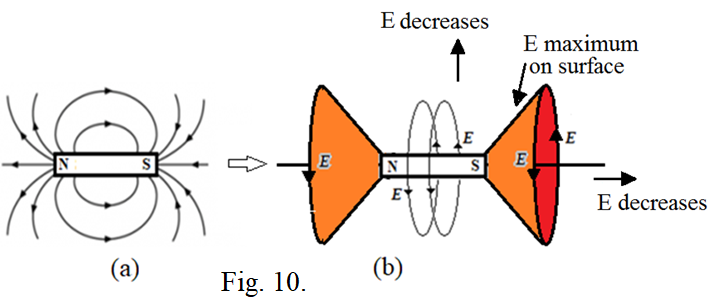 E decreases
E maximum
on surface
N S
E N E S E E
E
E decreases
(a) (b)
Fig. 10.